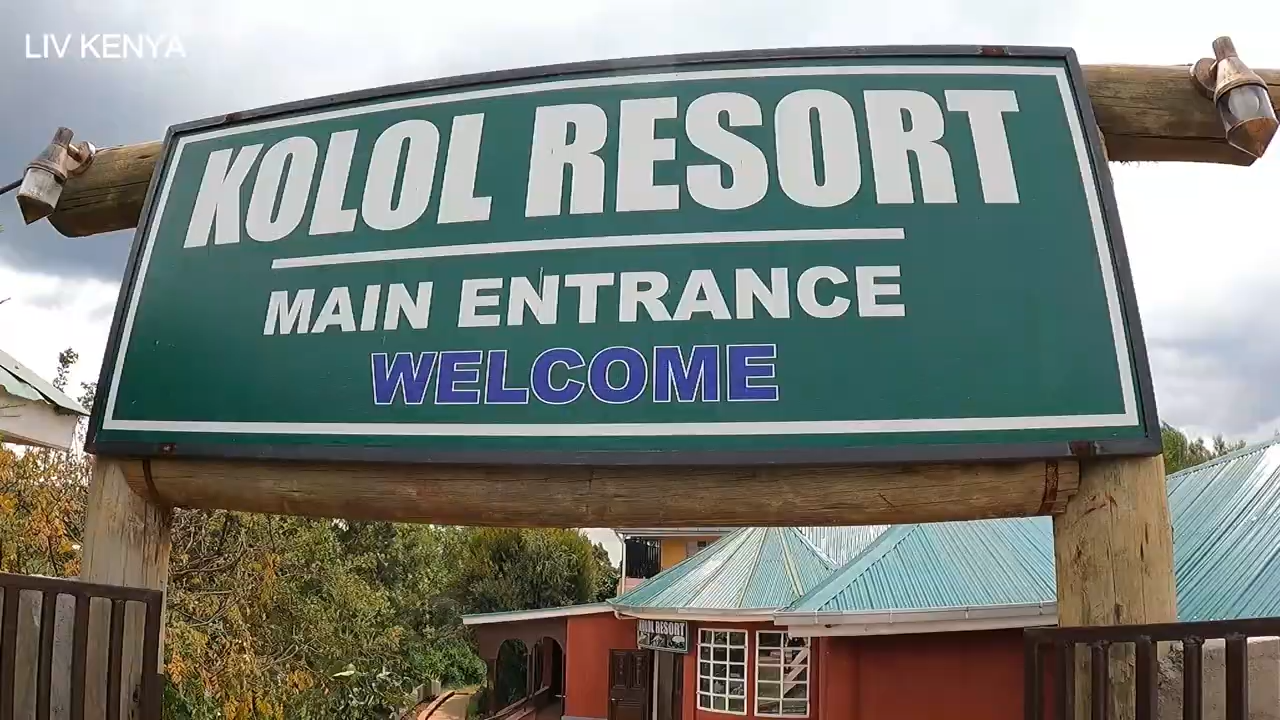 LIV KENYA
KOLOL RESORT
MAIN ENTRANCE
WELCOME
KOLOL RESORT